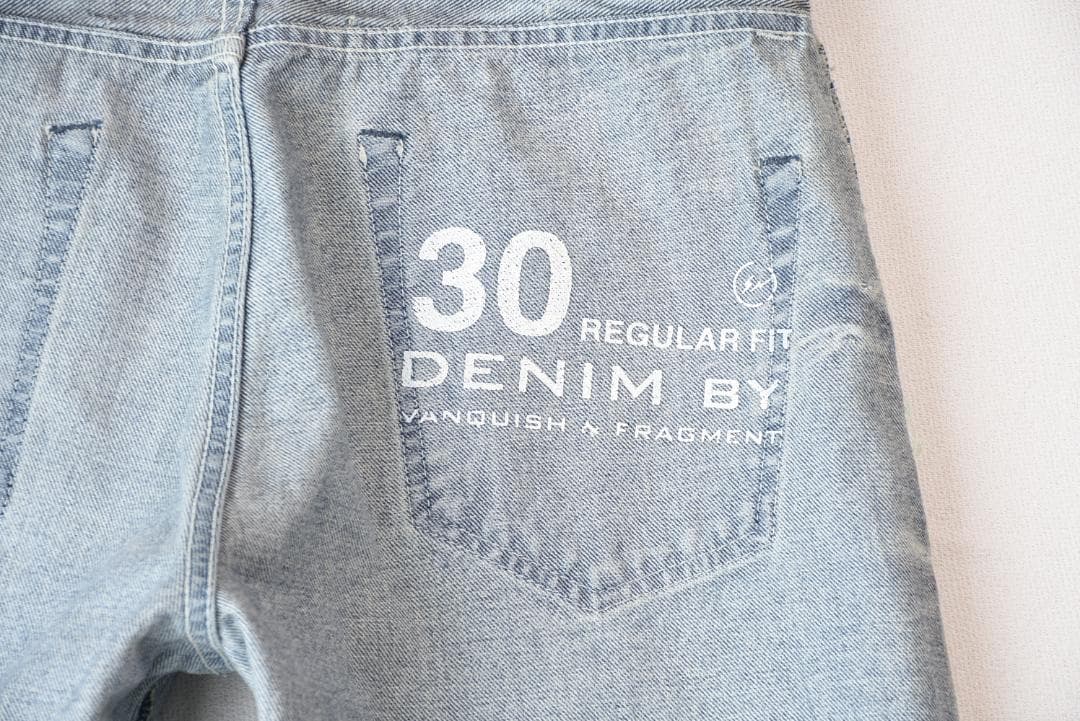 30 REGULAR FIT
DENIM BY
VANQUISH & FRAGMENT